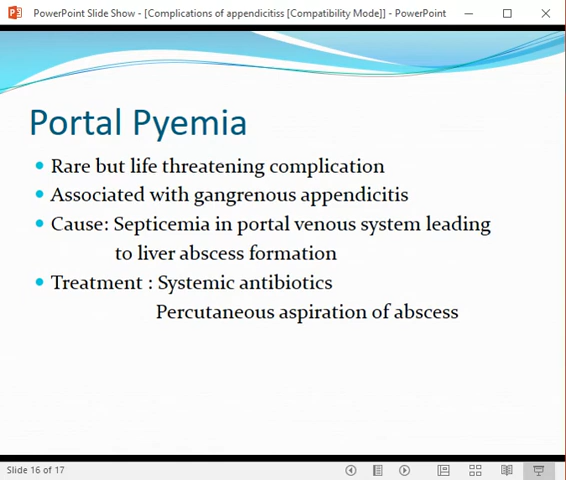 PowerPoint Slide Show - [Complications of appendicitiss [Compatibility Mode]] - PowerPoint
Portal Pyemia
Rare but life threatening complication
Associated with gangrenous appendicitis
Cause: Septicemia in portal venous system leading
to liver abscess formation
Treatment : Systemic antibiotics
Percutaneous aspiration of abscess
Slide 16 of 17